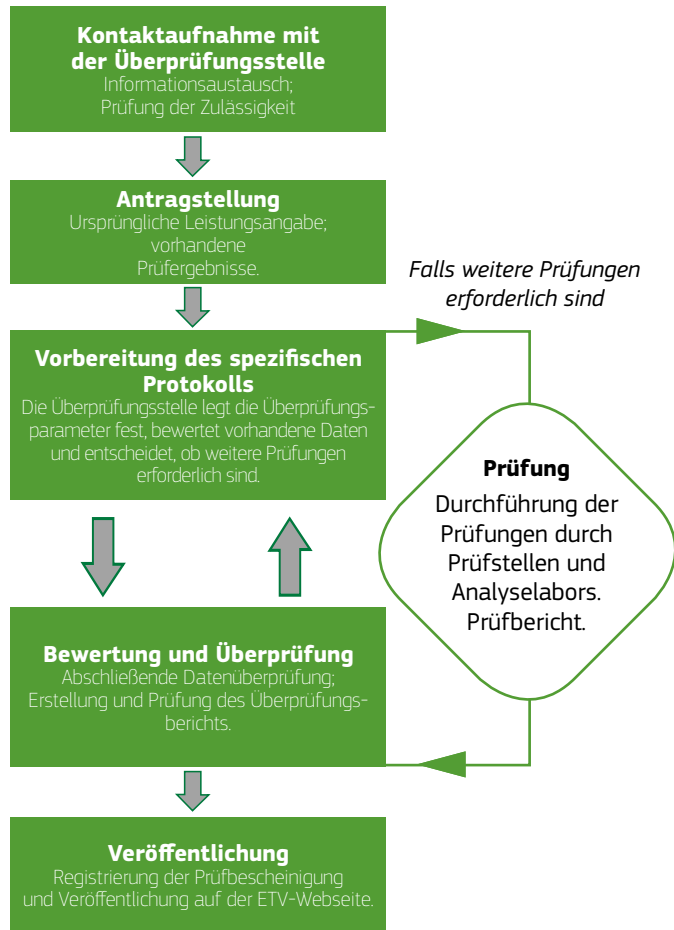 Kontaktaufnahme mit
der Überprüfungsstelle
Informationsaustausch;
Prüfung der Zulässigkeit
Antragstellung
Ursprüngliche Leistungsangabe;
vorhandene
Prüfergebnisse.
Falls weitere Prüfungen
erforderlich sind
Vorbereitung des spezifischen
Protokolls
Die Überprüfungsstelle legt die Überprüfungs-
parameter fest, bewertet vorhandene Daten
und entscheidet, ob weitere Prüfungen
erforderlich sind.
Prüfung
Durchführung der
Prüfungen durch
Prüfstellen und
Analyselabors.
Prüfbericht.
Bewertung und Überprüfung
Abschließende Datenüberprüfung;
Erstellung und Prüfung des Überprüfungs-
berichts.
Veröffentlichung
Registrierung der Prüfbescheinigung
und Veröffentlichung auf der ETV-Webseite.